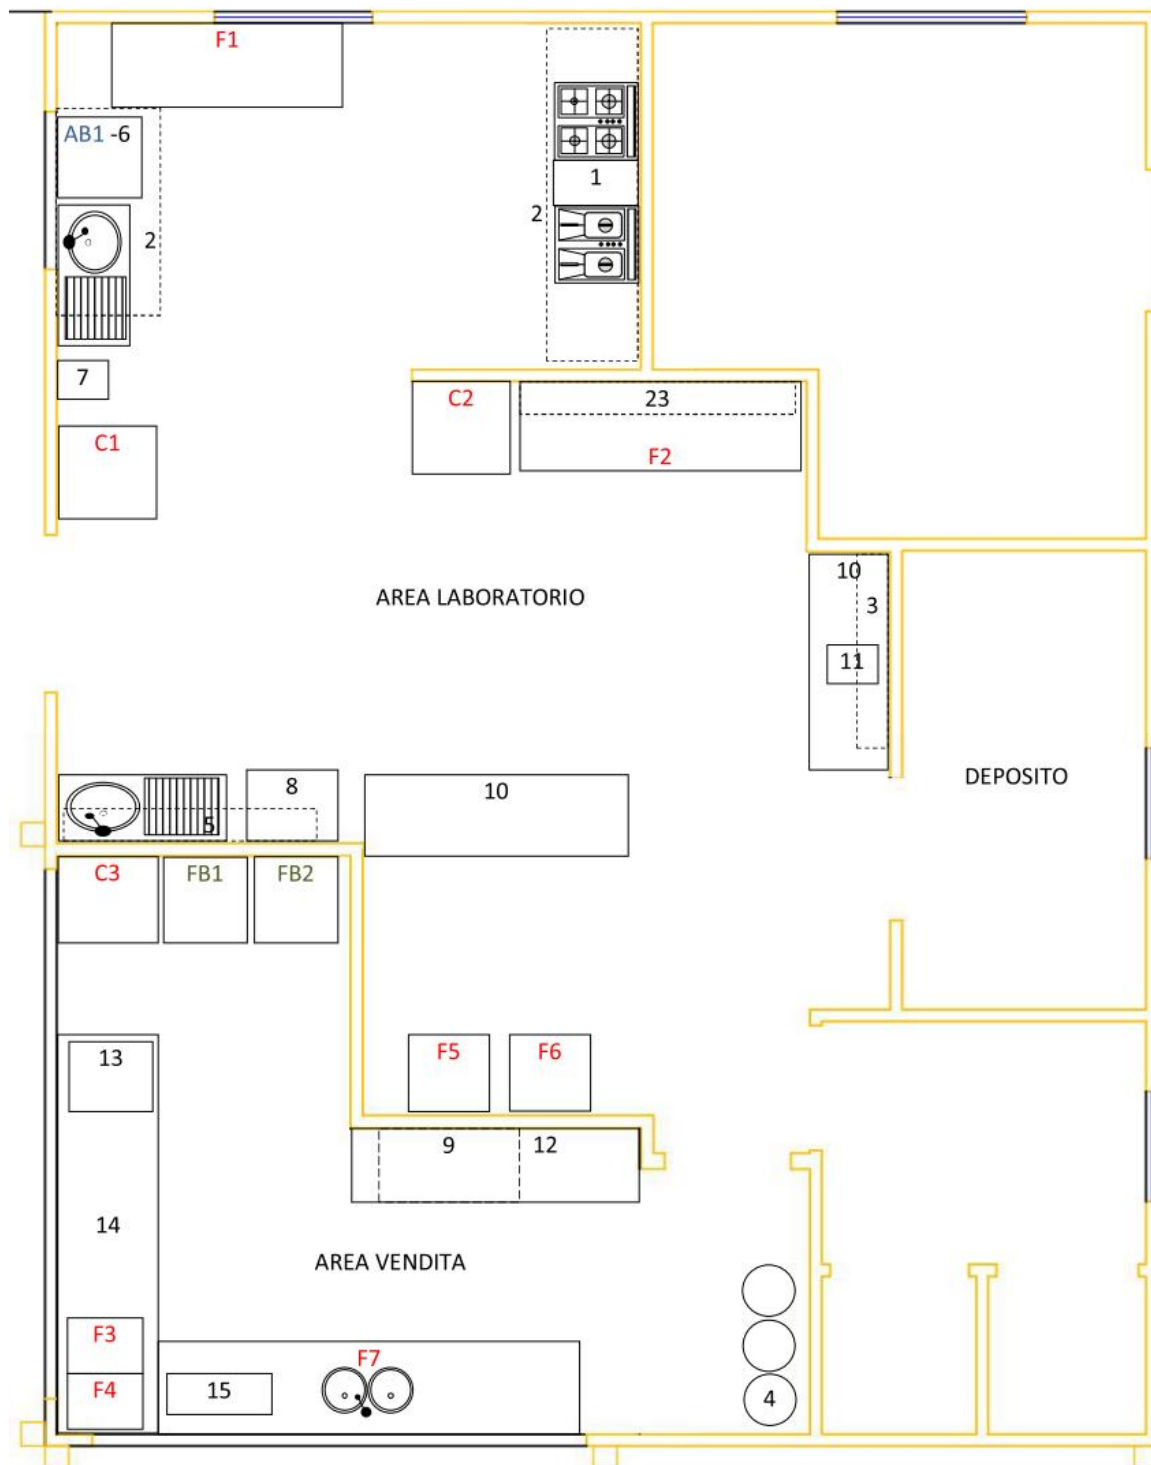 F1
AB1 -6
1
2
2
7
C2
23
C1
F2
10
AREA LABORATORIO
3
11
DEPOSITO
8
10
5
C3
FB1
FB2
F5
F6
13
9
12
14
AREA VENDITA
F3
F7
F4
15
4